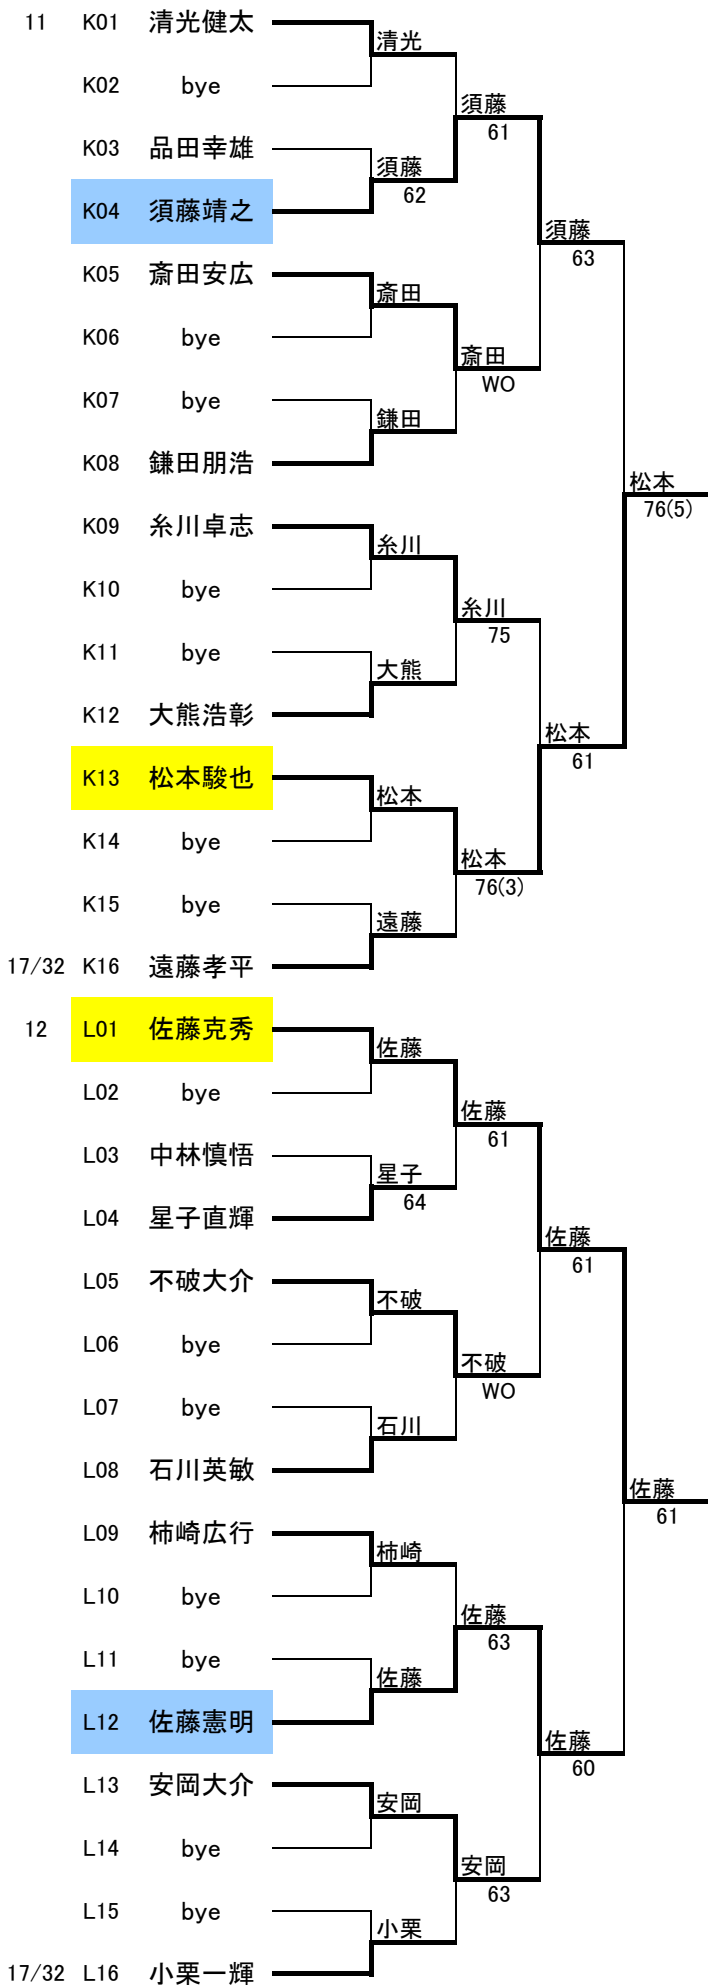 11 K01 清光健太
清光
K02 bye
須藤
61
K03 品田幸雄
須藤
62
K04 須藤靖之
須藤
63
K05 斎田安広
斎田
K06 bye
斎田
WO
K07 bye
鎌田
K08 鎌田朋浩
松本
76(5)
K09 糸川卓志
糸川
K10 bye
糸川
75
K11 bye
大熊
K12 大熊浩彰
松本
61
K13 松本駿也
松本
K14 bye
松本
76(3)
K15 bye
遠藤
17/32 K16 遠藤孝平
12 L01 佐藤克秀
佐藤
L02 bye
佐藤
61
L03 中林慎悟
星子
64
L04 星子直輝
佐藤
61
L05 不破大介
不破
L06 bye
不破
WO
L07 bye
石川
L08 石川英敏
佐藤
61
L09 柿崎広行
柿崎
L10 bye
佐藤
63
L11 bye
佐藤
L12 佐藤憲明
佐藤
60
L13 安岡大介
安岡
L14 bye
安岡
63
L15 bye
小栗
17/32 L16 小栗一輝